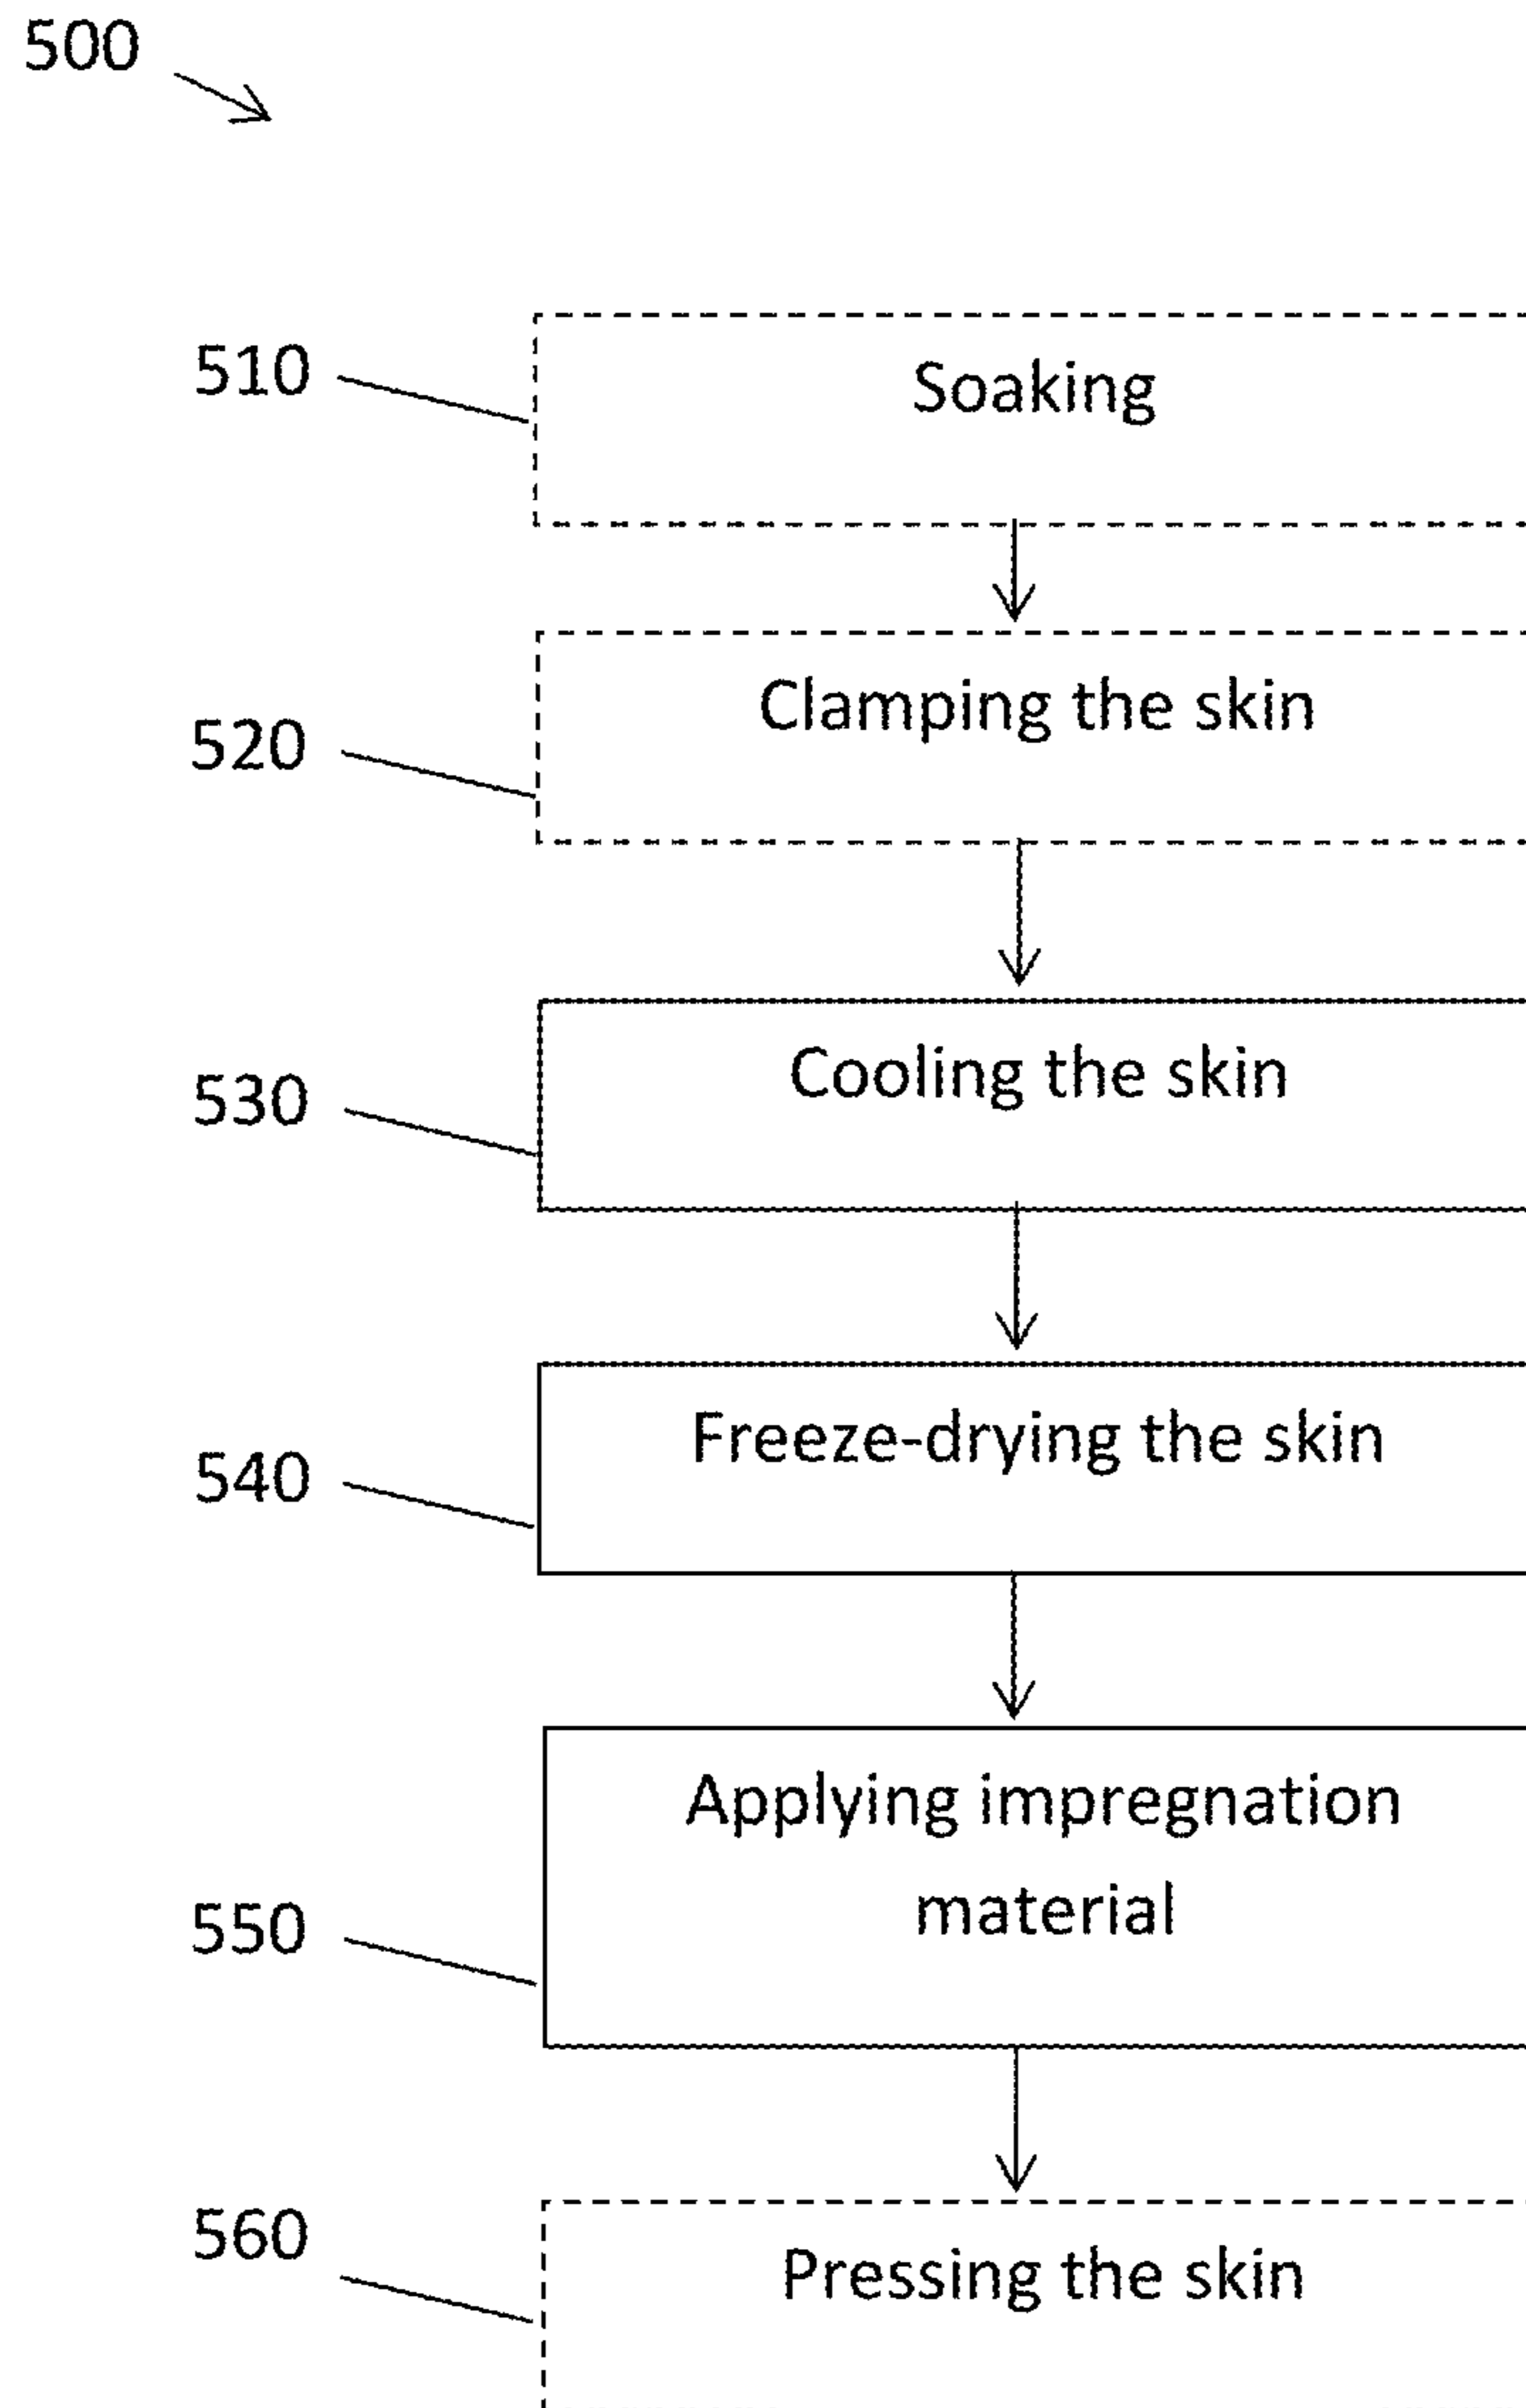 500
510
Soaking
520
Clamping the skin
530
Cooling the skin
540
Freeze-drying the skin
550
Applying impregnation
material
560
Pressing the skin